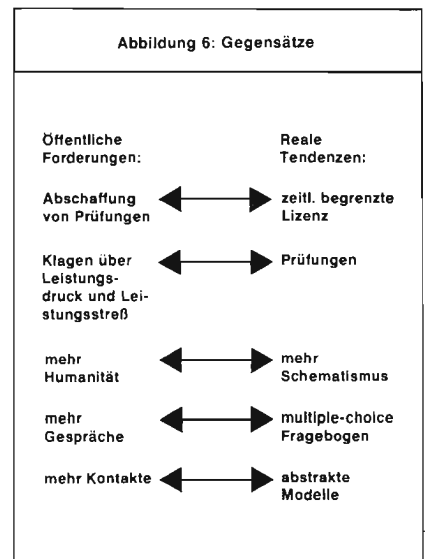 Abbildung 6: Gegensätze
Öffentliche
Forderungen:
Reale
Tendenzen:
Abschaffung
von Prüfungen
zeitl. begrenzte
Lizenz
Klagen über
Leistungs-
druck und Lei-
stungsstreß
Prüfungen
mehr
Humanität
mehr
Schematismus
mehr
Gespräche
multiple-choice
Fragebogen
mehr Kontakte
abstrakte
Modelle